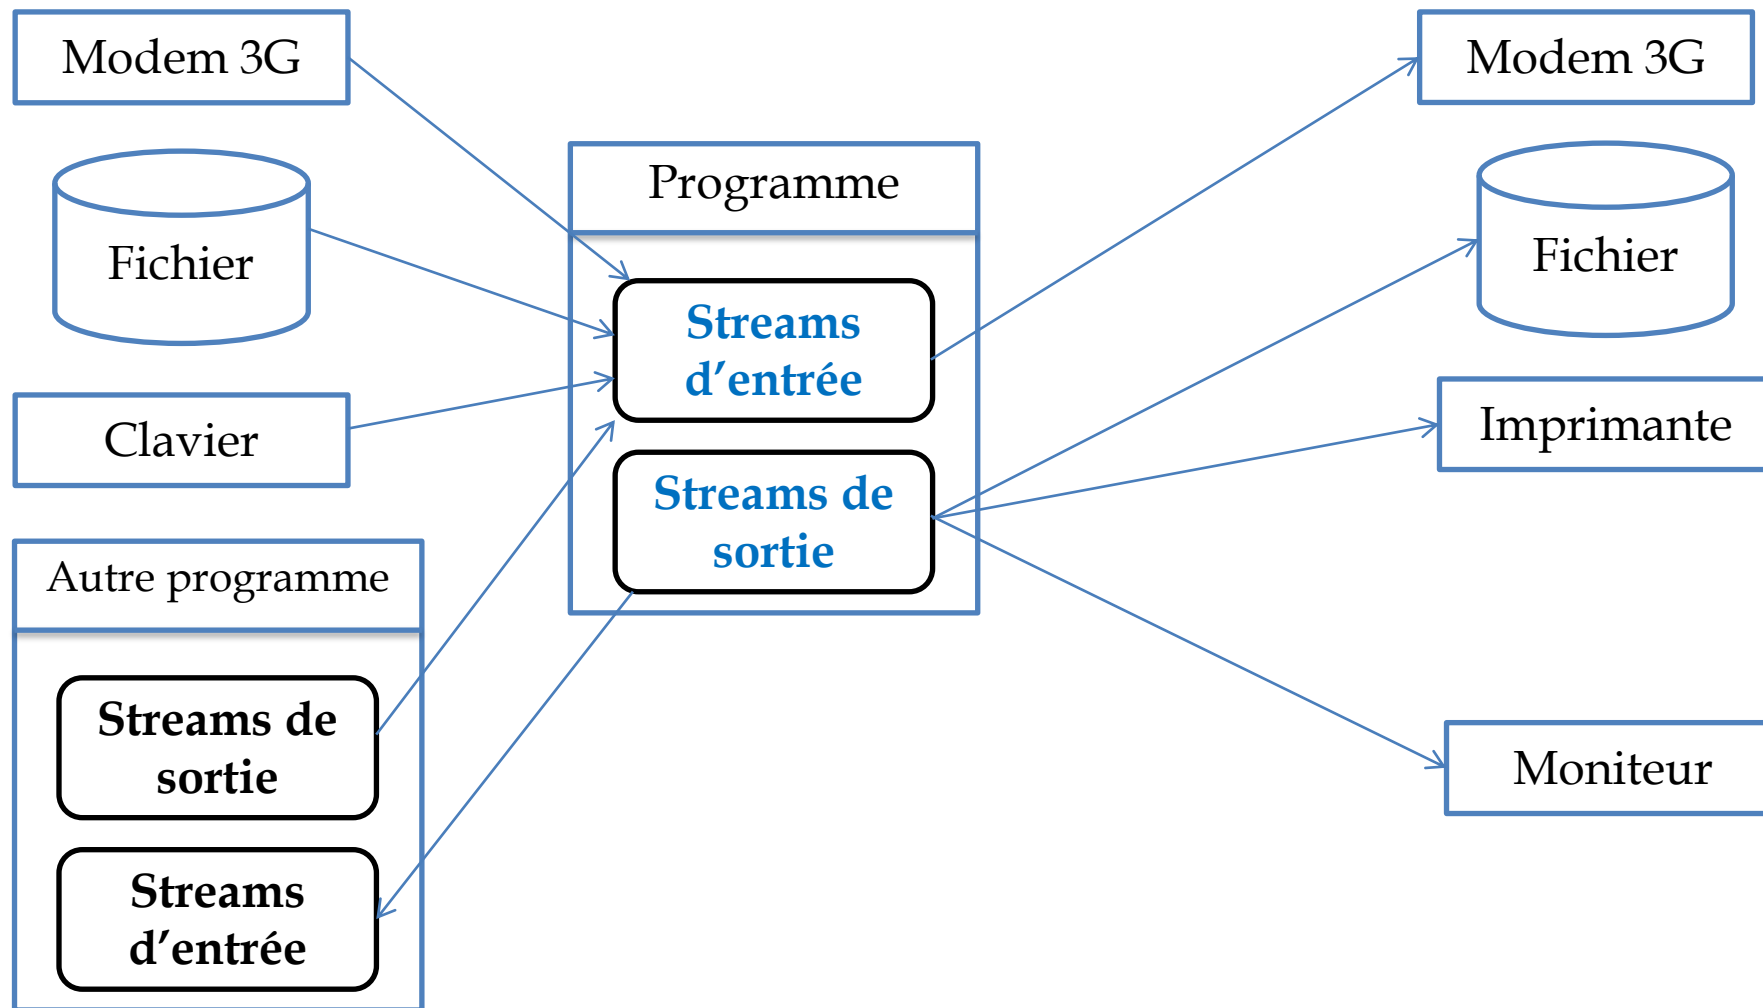 Modem 3G
Fichier
Clavier
Autre programme
Streams de
sortie
Streams
d’entrée
Programme
Streams
d’entrée
Streams de
sortie
Modem 3G
Fichier
Imprimante
Moniteur